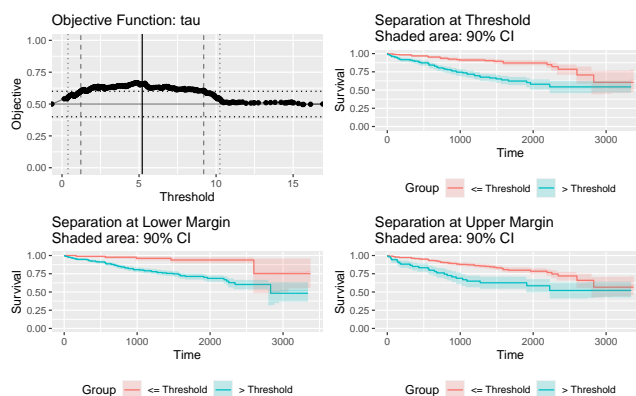 Objective Function: tau
1.00
0.75
0.50
0.25
0.00
Objective
0
5
10
15
Threshold
Separation at Threshold
Shaded area: 90% CI
1.00
0.75
0.50
0.25
0.00
Survival
0
1000
2000
3000
Time
Group
<= Threshold
> Threshold
Separation at Lower Margin
Shaded area: 90% CI
1.00
0.75
0.50
0.25
0.00
Survival
0
1000
2000
3000
Time
Group
<= Threshold
> Threshold
Separation at Upper Margin
Shaded area: 90% CI
1.00
0.75
0.50
0.25
0.00
Survival
0
1000
2000
3000
Time
Group
<= Threshold
> Threshold